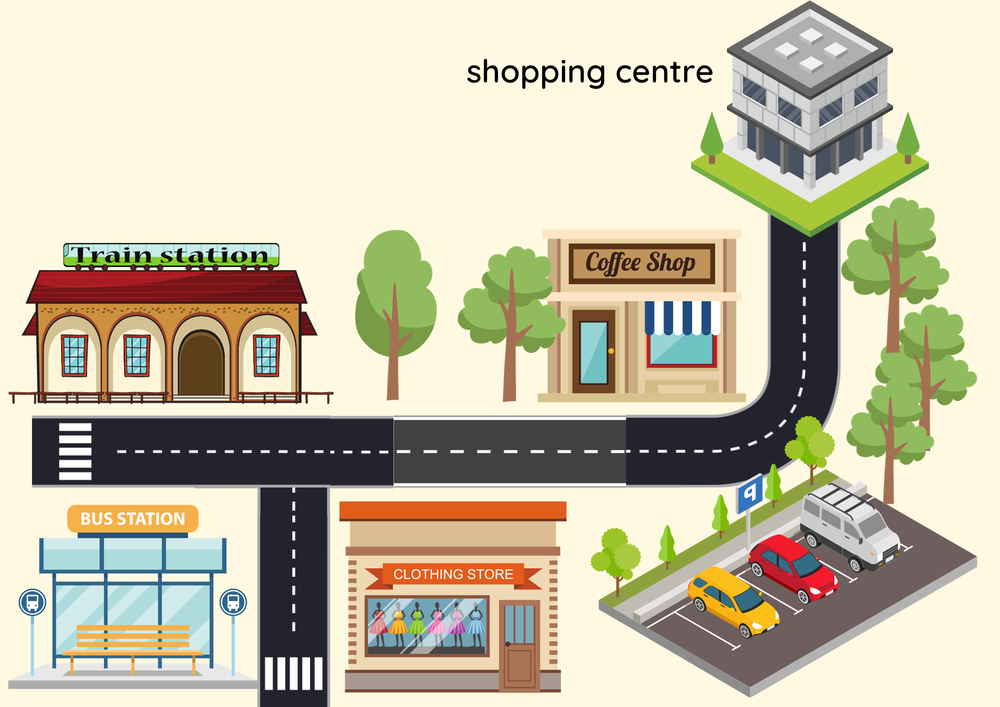 shopping centre
Train station
Coffee Shop
P
BUS STATION
CLOTHING STORE